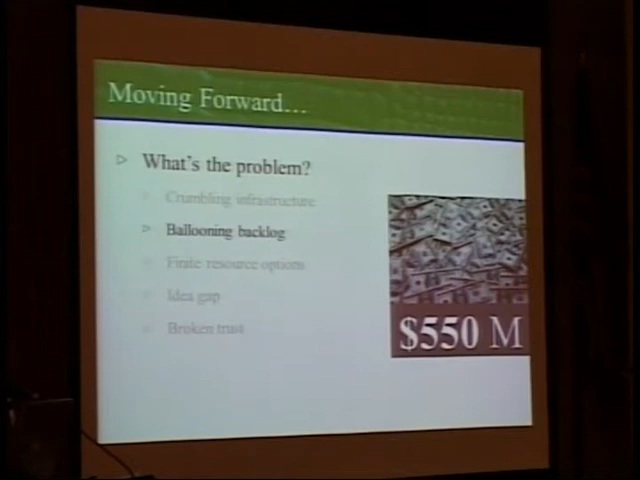 Moving Forward...
What's the problem?
Crumbling infrastructure
Ballooning backlog
Finite resource options
Idea gap
Broken trust
$550 M